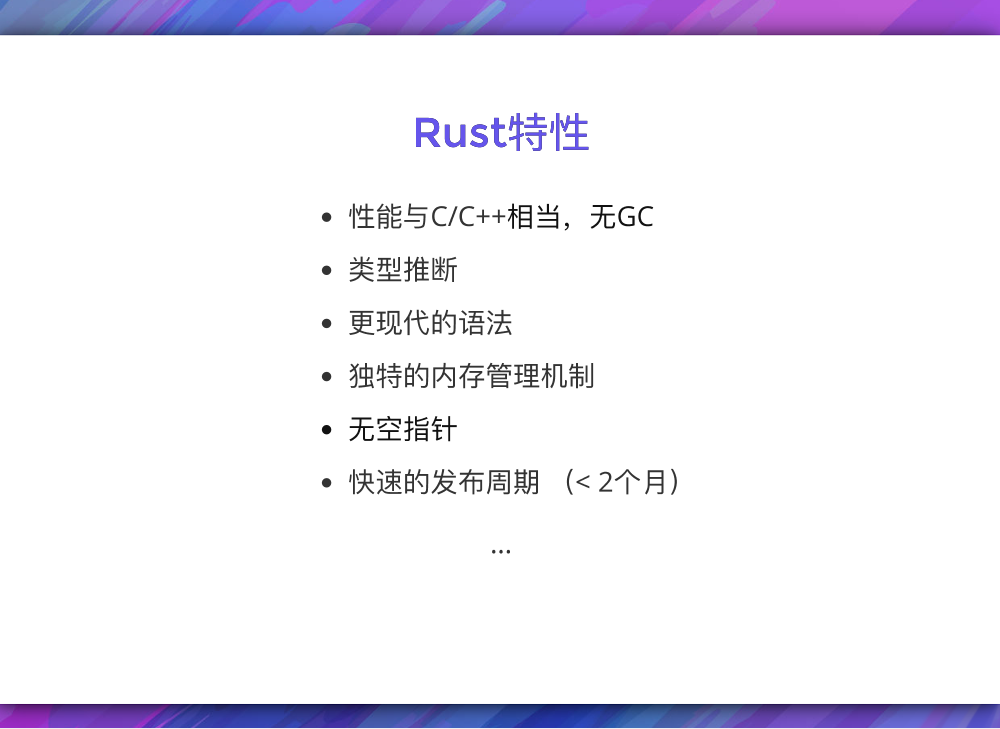 Rust特性
• 性能与C/C++相当，无GC
• 类型推断
• 更现代的语法
• 独特的内存管理机制
• 无空指针
• 快速的发布周期 （< 2个月）
...